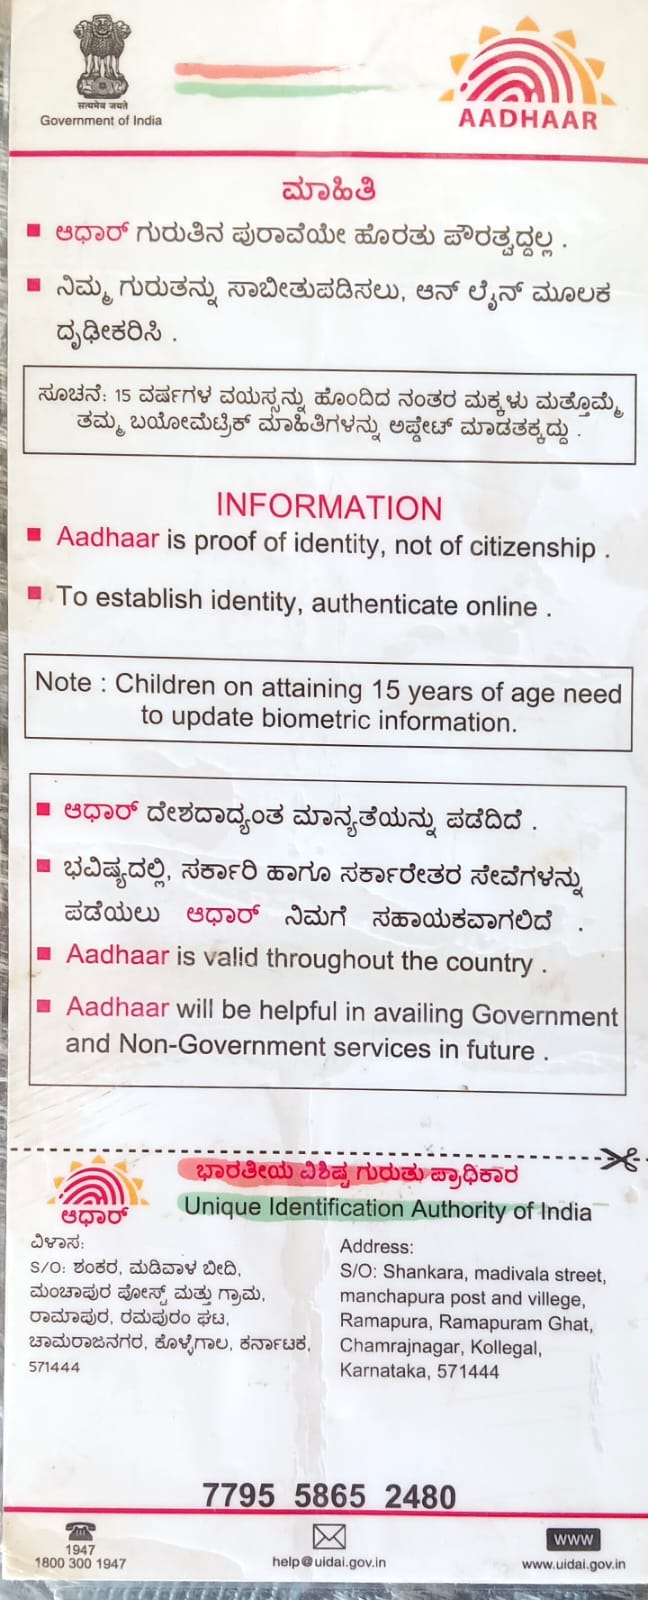 सत्यमेव जयते
Government of India
AADHAAR
ಮಾಹಿತಿ
ಆಧಾರ್ ಗುರುತಿನ ಪುರಾವೆಯೇ ಹೊರತು ಪೌರತ್ವದ್ದಲ್ಲ .
ನಿಮ್ಮ ಗುರುತನ್ನು ಸಾಬೀತುಪಡಿಸಲು, ಆನ್ ಲೈನ್ ಮೂಲಕ
ದೃಢೀಕರಿಸಿ .
ಸೂಚನೆ: 15 ವರ್ಷಗಳ ವಯಸ್ಸನ್ನು ಹೊಂದಿದ ನಂತರ ಮಕ್ಕಳು ಮತ್ತೊಮ್ಮೆ
ತಮ್ಮ ಬಯೋಮೆಟ್ರಿಕ್ ಮಾಹಿತಿಗಳನ್ನು ಅಪ್ಡೇಟ್ ಮಾಡತಕ್ಕದ್ದು .
INFORMATION
Aadhaar is proof of identity, not of citizenship .
To establish identity, authenticate online .
Note : Children on attaining 15 years of age need
to update biometric information.
ಆಧಾರ್ ದೇಶದಾದ್ಯಂತ ಮಾನ್ಯತೆಯನ್ನು ಪಡೆದಿದೆ .
ಭವಿಷ್ಯದಲ್ಲಿ, ಸರ್ಕಾರಿ ಹಾಗೂ ಸರ್ಕಾರೇತರ ಸೇವೆಗಳನ್ನು
ಪಡೆಯಲು ಆಧಾರ್ ನಿಮಗೆ ಸಹಾಯಕವಾಗಲಿದೆ .
Aadhaar is valid throughout the country .
Aadhaar will be helpful in availing Government
and Non-Government services in future .
ಆಧಾರ್
ಭಾರತೀಯ ವಿಶಿಷ್ಟ ಗುರುತು ಪ್ರಾಧಿಕಾರ
Unique Identification Authority of India
ವಿಳಾಸ:
S/O: ಶಂಕರ, ಮಡಿವಾಳ ಬೀದಿ,
ಮಂಚಾಪುರ ಪೋಸ್ಟ್ ಮತ್ತು ಗ್ರಾಮ,
ರಾಮಾಪುರ, ರಮಪುರಂ ಘಟ,
ಚಾಮರಾಜನಗರ, ಕೊಳ್ಳೆಗಾಲ, ಕರ್ನಾಟಕ,
571444
Address:
S/O: Shankara, madivala street,
manchapura post and villege,
Ramapura, Ramapuram Ghat,
Chamrajnagar, Kollegal,
Karnataka, 571444
7795 5865 2480
1947
1800 300 1947
help@uidai.gov.in
www
www.uidai.gov.in